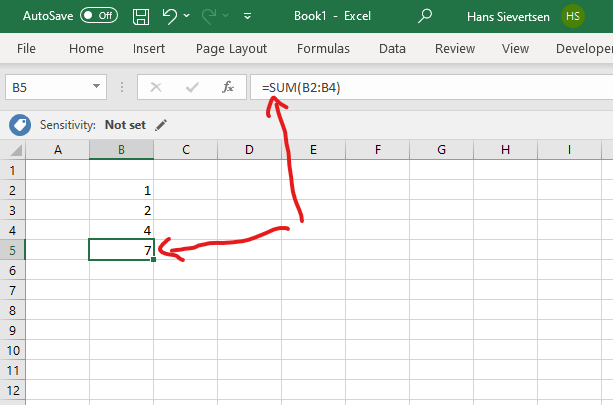 AutoSave Off Book1 - Excel Hans Sievertsen HS
File Home Insert Page Layout Formulas Data Review View Developer
B5 fx =SUM(B2:B4)
Sensitivity: Not set
A B C D E F G H I
1
2 1
3 2
4 4
5 7
6
7
8
9
10
11
12